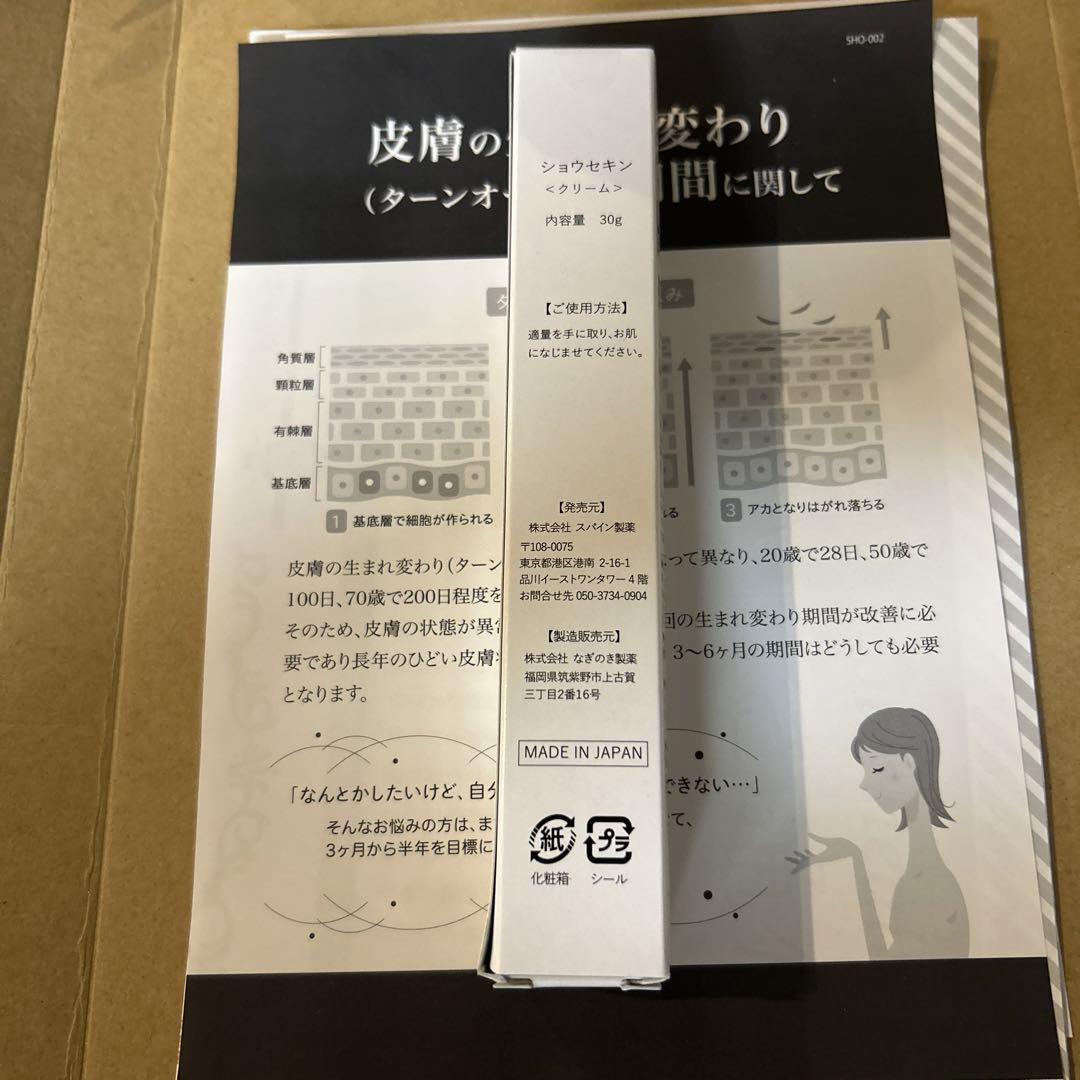 SHO-002
皮膚の
変わり
(ターンオ
期間に関して
ショウセキン
<クリーム>
内容量 30g
【ご使用方法】
適量を手に取り、お肌
になじませてください。
【発売元】
株式会社 スパイン製薬
〒108-0075
東京都港区港南 2-16-1
品川イーストワンタワー 4 階
お問合せ先 050-3734-0904
【製造販売元】
株式会社 なぎのき製薬
福岡県筑紫野市上古賀
三丁目2番16号
MADE IN JAPAN
紙
プラ
化粧箱
シール
み
角質層
顆粒層
有棘層
基底層
1 基底層で細胞が作られる
れる
3 アカとなりはがれ落ちる
皮膚の生まれ変わり(ターン
って異なり、20歳で28日、50歳で
100日、70歳で200日程度を
そのため、皮膚の状態が異常
回の生まれ変わり期間が改善に必
要であり長年のひどい皮膚
3〜6ヶ月の期間はどうしても必要
となります。
「なんとかしたいけど、自分
できない…」
そんなお悩みの方は、ま
て、
3ヶ月から半年を目標に